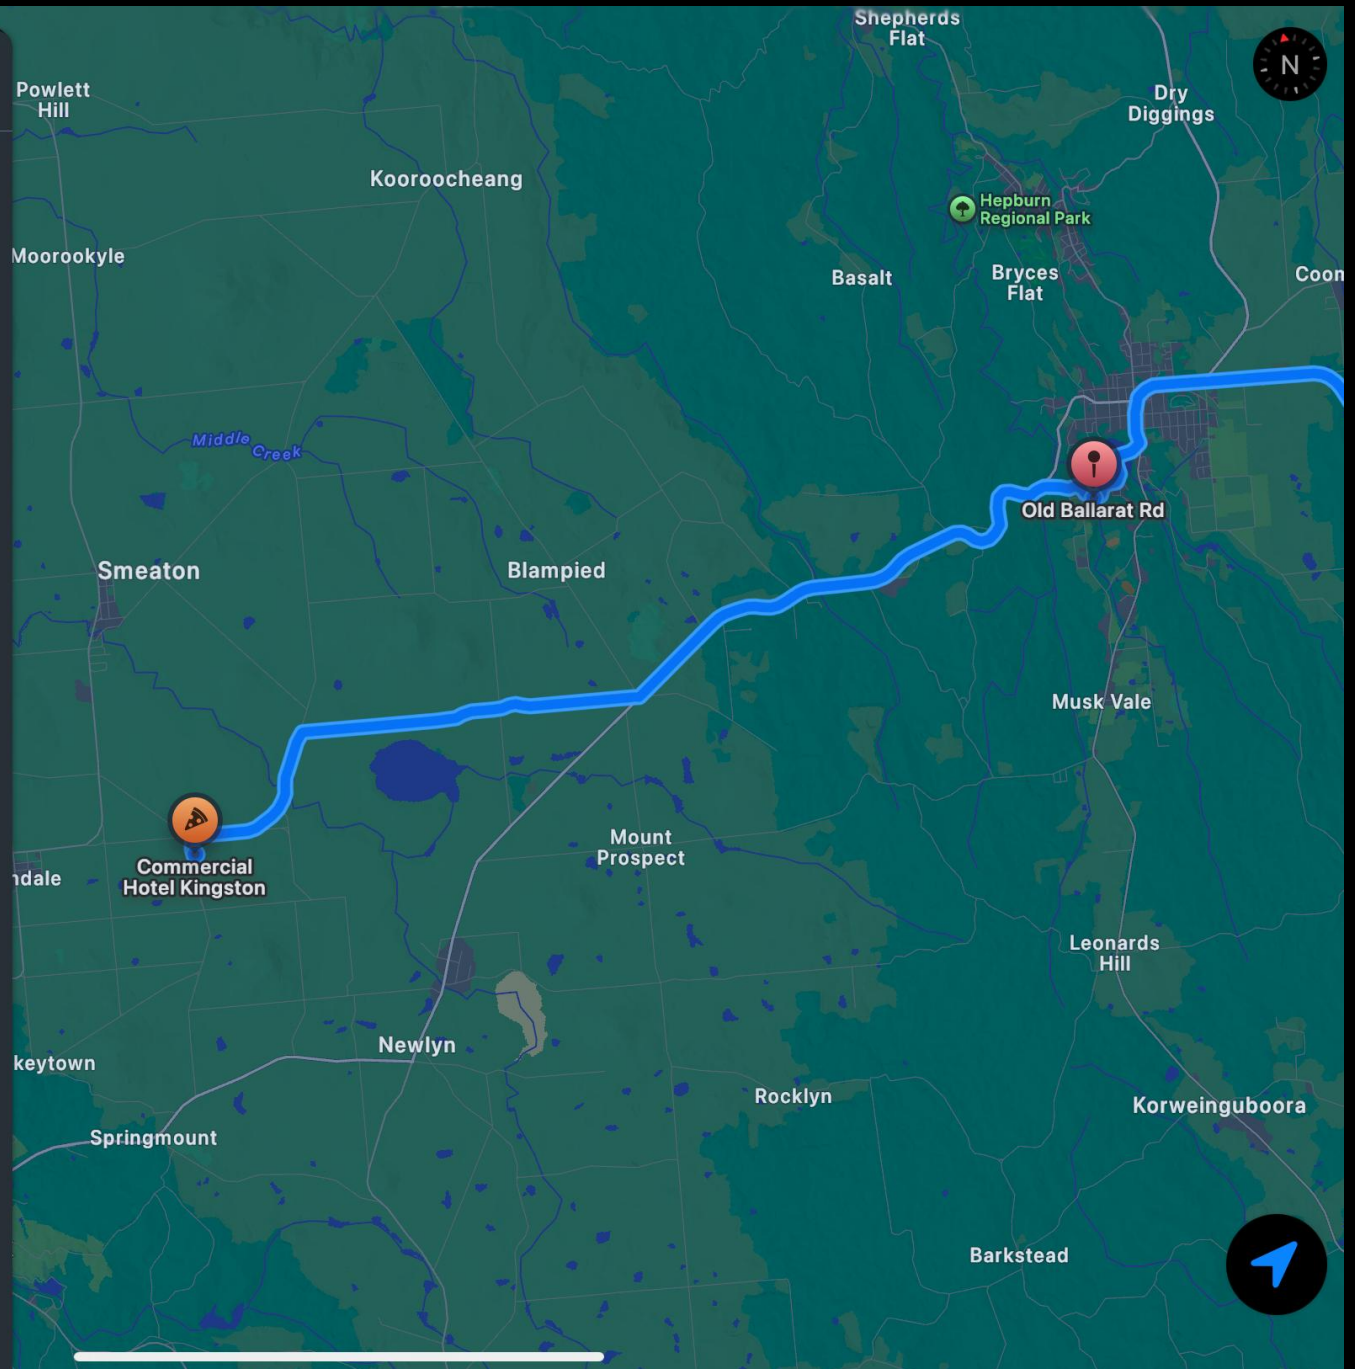 Shepherds
Flat
N
Powlett
Hill
Dry
Diggings
Kooroocheang
Hepburn
Regional Park
Moorookyle
Basalt
Bryces
Flat
Coon
Middle
Creek
Old Ballarat Rd
Smeaton
Blampied
Musk Vale
Mount
Prospect
Commercial
Hotel Kingston
ndale
Leonards
Hill
Newlyn
keytown
Rocklyn
Korweinguboora
Springmount
Barkstead